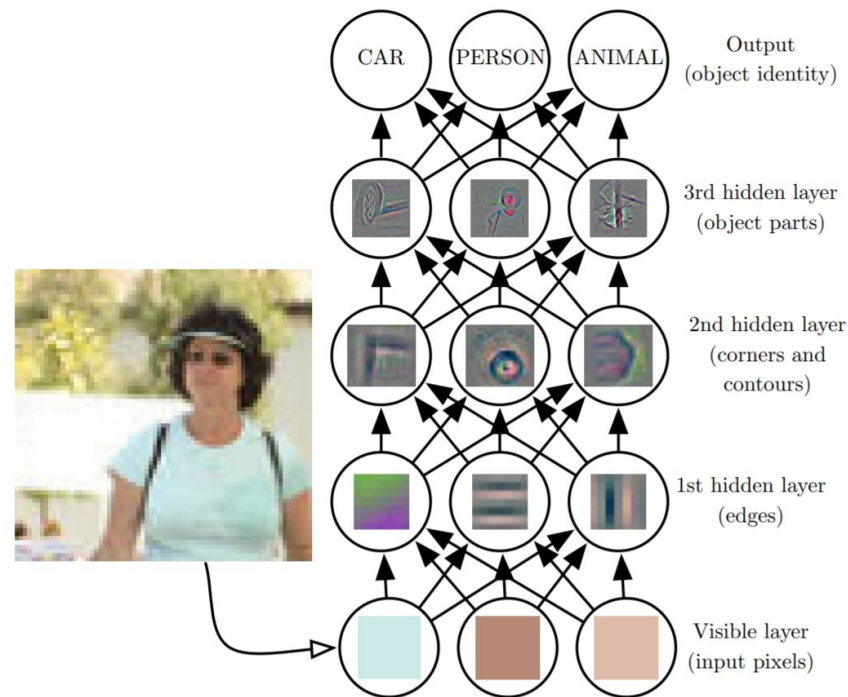 CAR PERSON ANIMAL
Output
(object identity)
3rd hidden layer
(object parts)
2nd hidden layer
(corners and
contours)
1st hidden layer
(edges)
Visible layer
(input pixels)